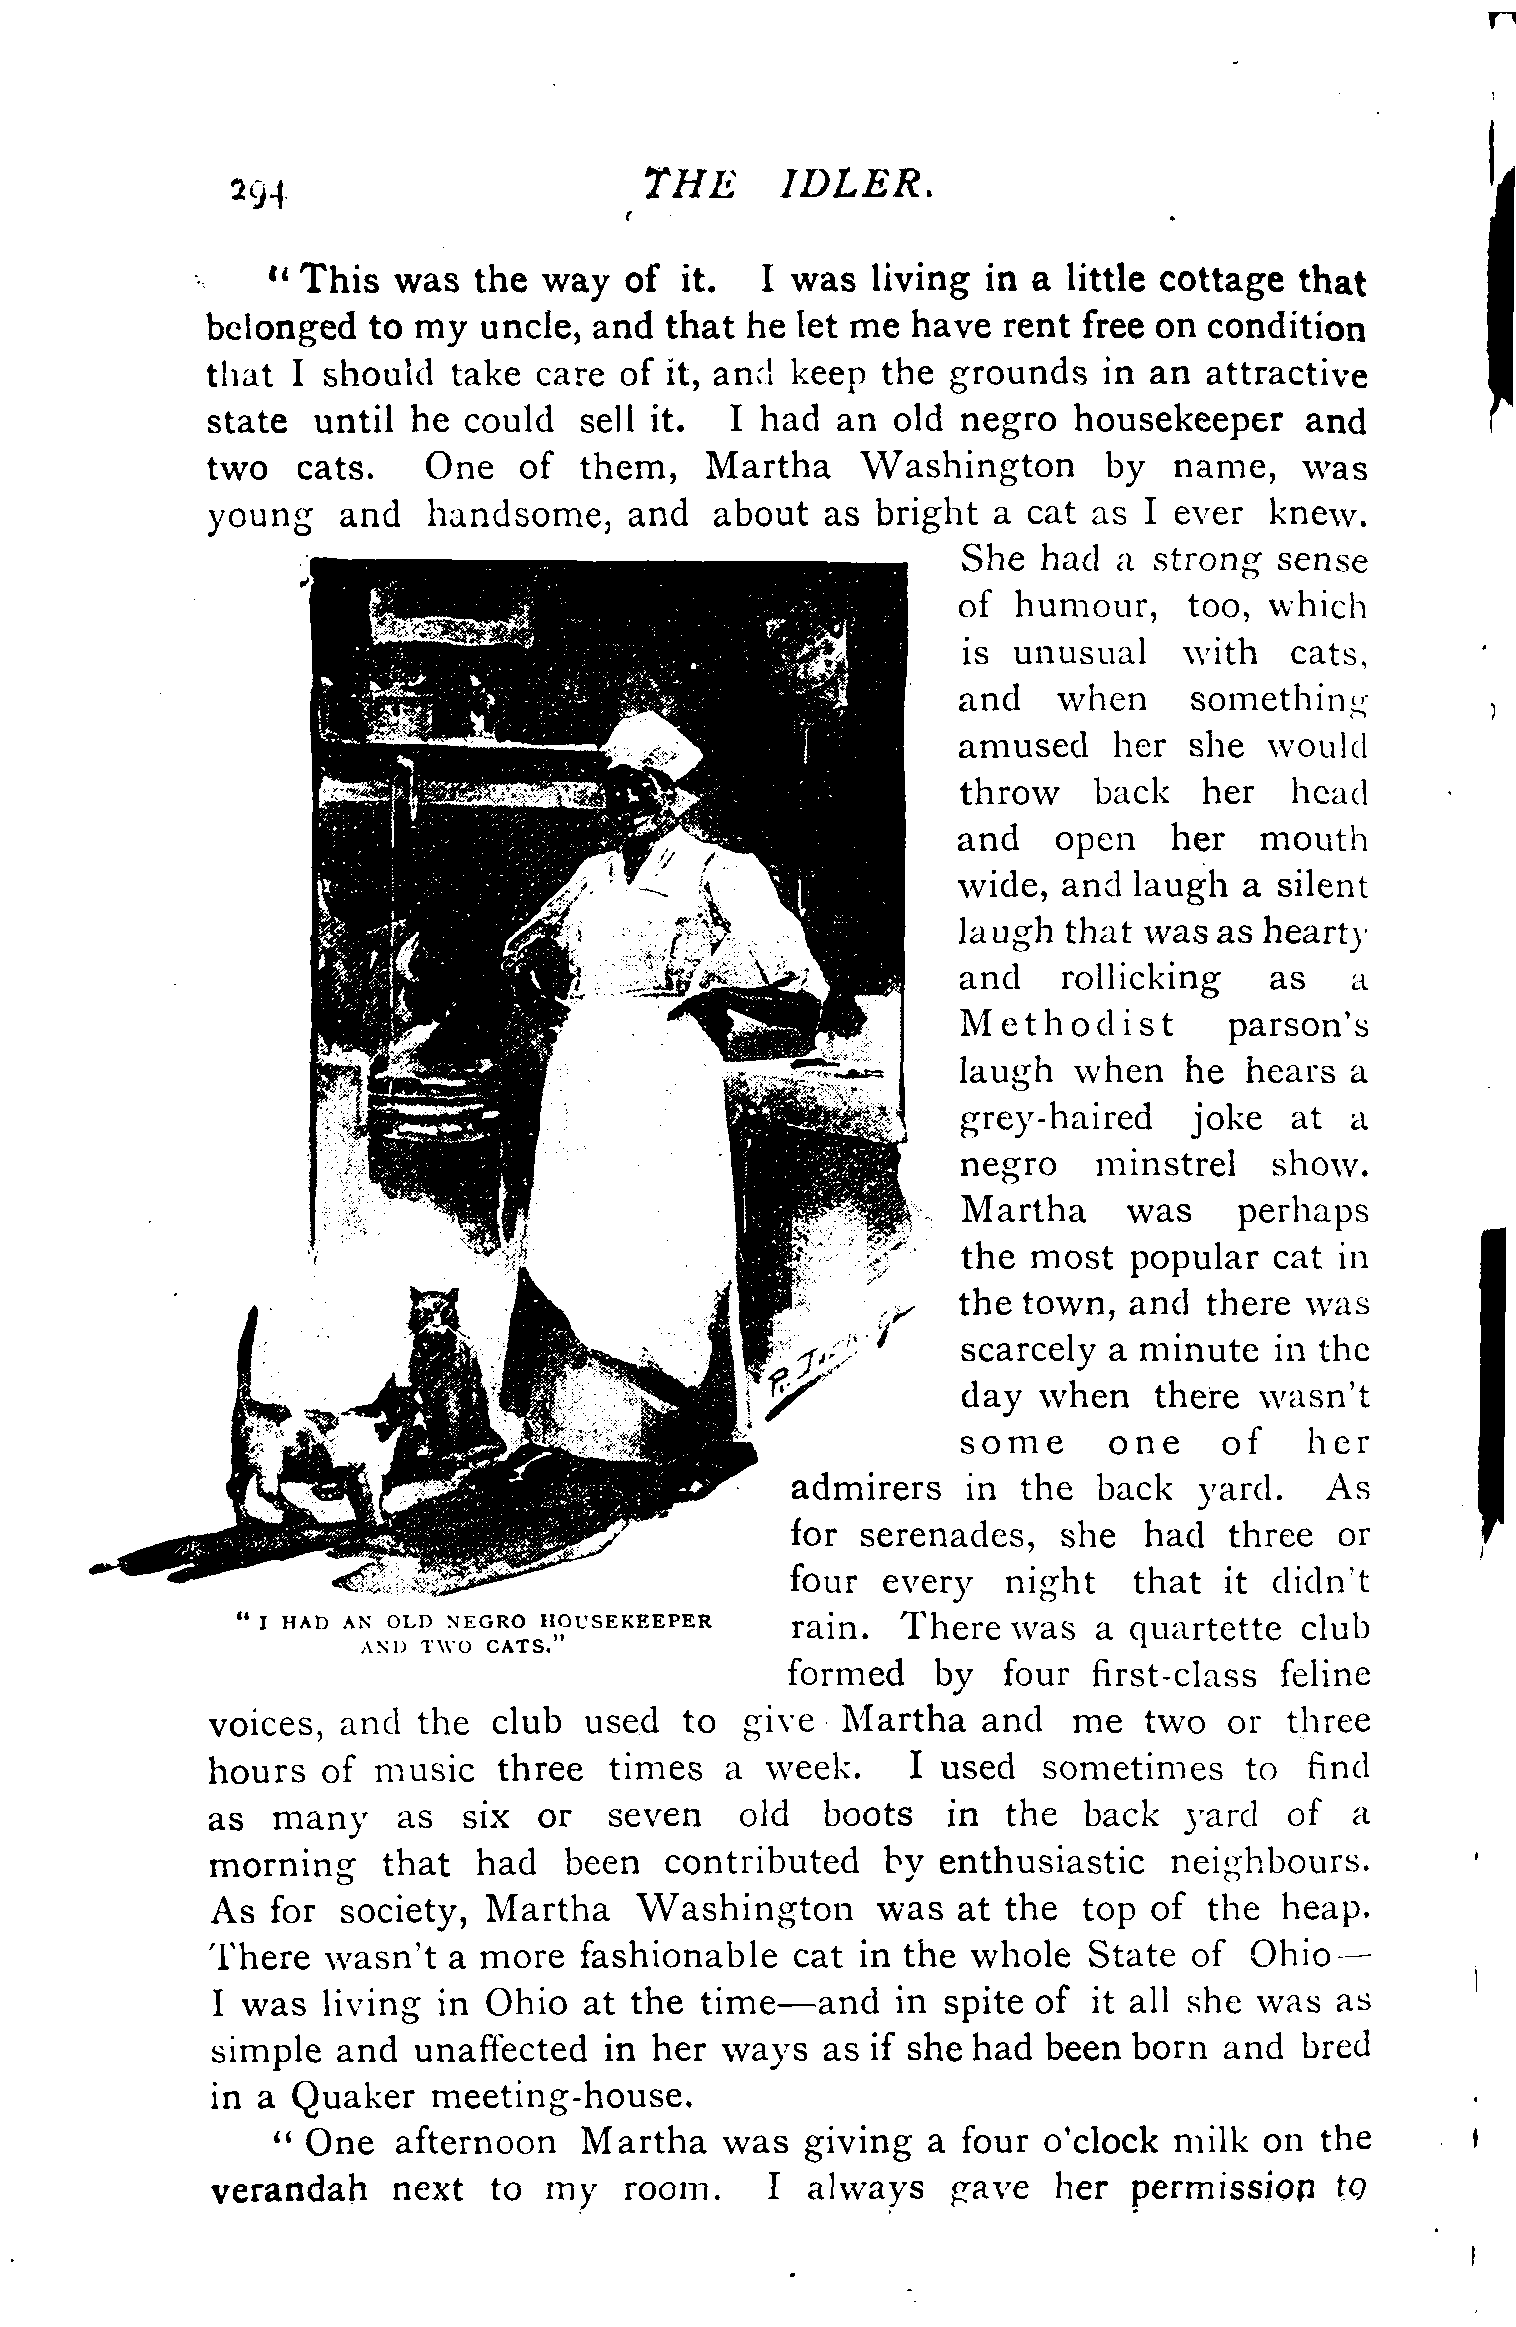 294
THE IDLER.
“This was the way of it. I was living in a little cottage that
belonged to my uncle, and that he let me have rent free on condition
that I should take care of it, and keep the grounds in an attractive
state until he could sell it. I had an old negro housekeeper and
two cats. One of them, Martha Washington by name, was
young and handsome, and about as bright a cat as I ever knew.
She had a strong sense
of humour, too, which
is unusual with cats,
and when something
amused her she would
throw back her head
and open her mouth
wide, and laugh a silent
laugh that was as hearty
and rollicking as a
Methodist parson's
laugh when he hears a
grey-haired joke at a
negro minstrel show.
Martha was perhaps
the most popular cat in
the town, and there was
scarcely a minute in the
day when there wasn't
some one of her
admirers in the back yard. As
for serenades, she had three or
four every night that it didn't
rain. There was a quartette club
formed by four first-class feline
“I HAD AN OLD NEGRO HOUSEKEEPER
AND TWO CATS.”
voices, and the club used to give Martha and me two or three
hours of music three times a week. I used sometimes to find
as many as six or seven old boots in the back yard of a
morning that had been contributed by enthusiastic neighbours.
As for society, Martha Washington was at the top of the heap.
There wasn't a more fashionable cat in the whole State of Ohio—
I was living in Ohio at the time—and in spite of it all she was as
simple and unaffected in her ways as if she had been born and bred
in a Quaker meeting-house.
“One afternoon Martha was giving a four o'clock milk on the
verandah next to my room. I always gave her permission to